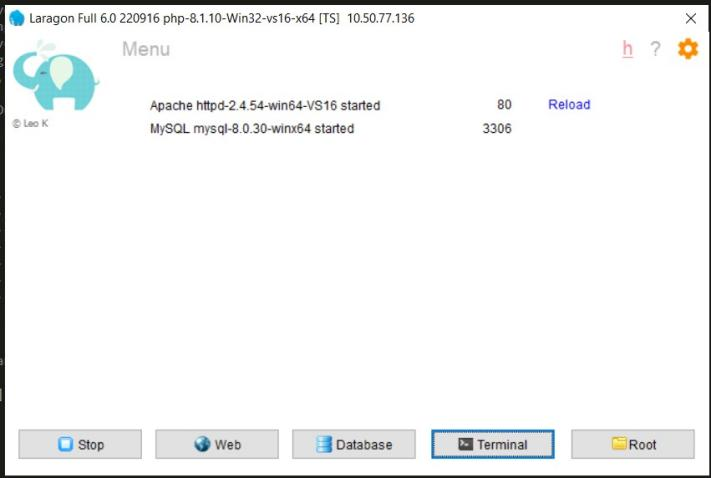 Laragon Full 6.0 220916 php-8.1.10-Win32-vs16-x64 [TS] 10.50.77.136
Menu
h ?
© Leo K
Apache httpd-2.4.54-win64-VS16 started 80 Reload
MySQL mysql-8.0.30-winx64 started 3306
Stop Web Database Terminal Root